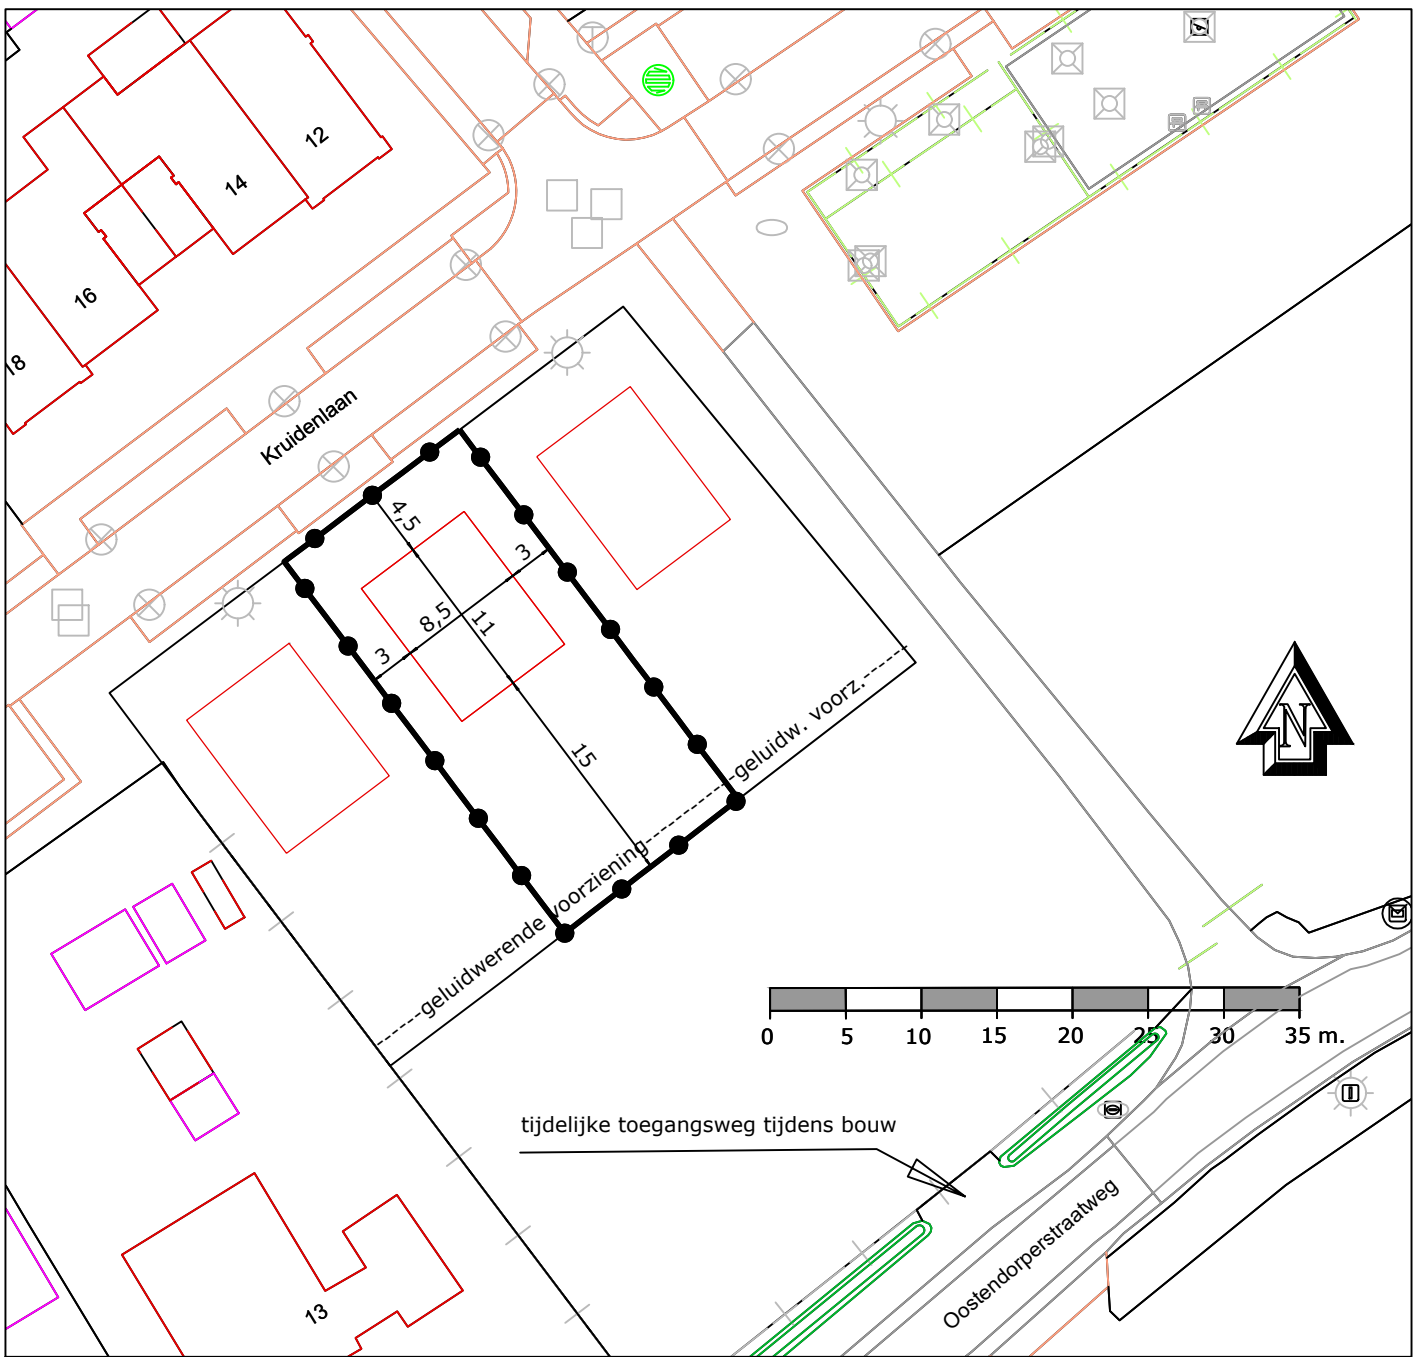 12
14
16
18
Kruidenlaan
4,5
3
8,5
11
3
15
geluidw. voorz.
geluidwerende voorziening
N
0 5 10 15 20 25 30 35 m.
tijdelijke toegangsweg tijdens bouw
Oostendorperstraatweg
13